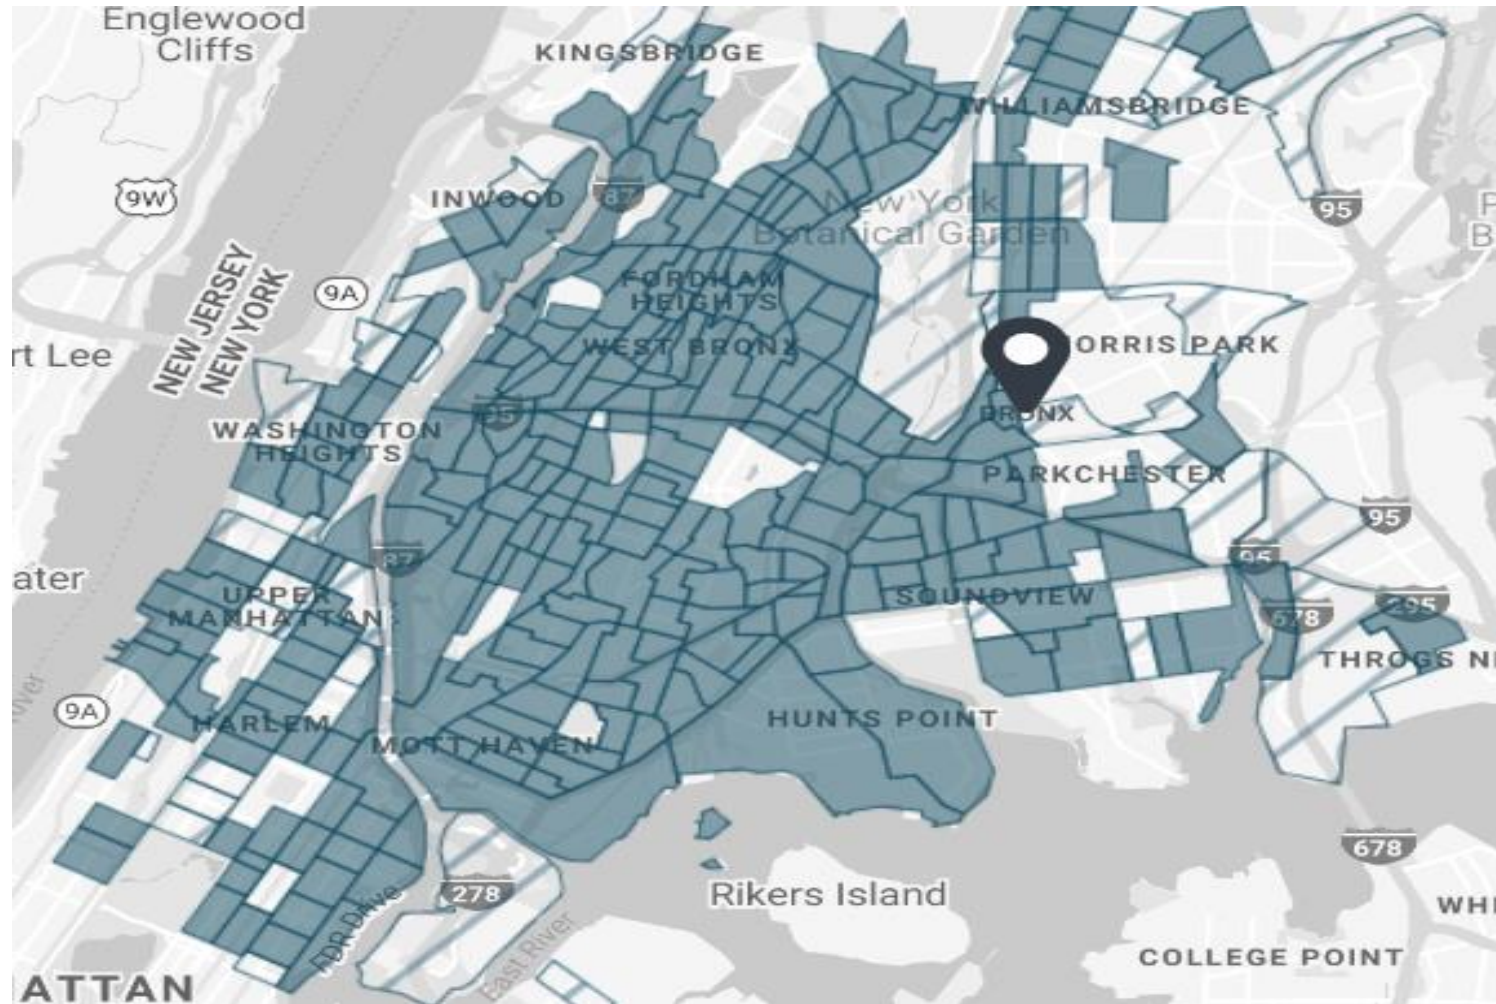 Englewood
Cliffs
KINGSBRIDGE
WILLIAMSBRIDGE
9W
INWOOD
87
New York
Botanical Garden
95
NEW JERSEY
NEW YORK
9A
FORDHAM
HEIGHTS
rt Lee
WEST BRONX
ORRIS PARK
95
BRONX
WASHINGTON
HEIGHTS
PARKCHESTER
95
87
95
ater
UPPER
MANHATTAN
SOUNDVIEW
678
295
THROGS N
9A
HARLEM
MOTT HAVEN
HUNTS POINT
678
278
Rikers Island
FDR Drive
East River
WH
COLLEGE POINT
ATTAN